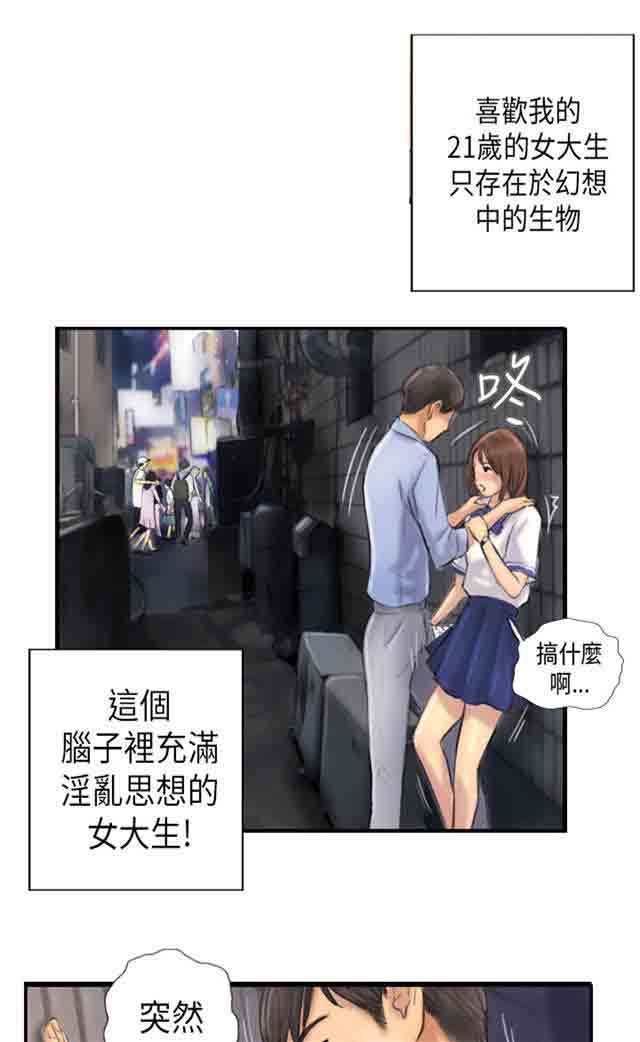 喜歡我的
21歲的女大生
只存在於幻想
中的生物
咚
搞什麼
啊...
這個
腦子裡充滿
淫亂思想的
女大生!
突然